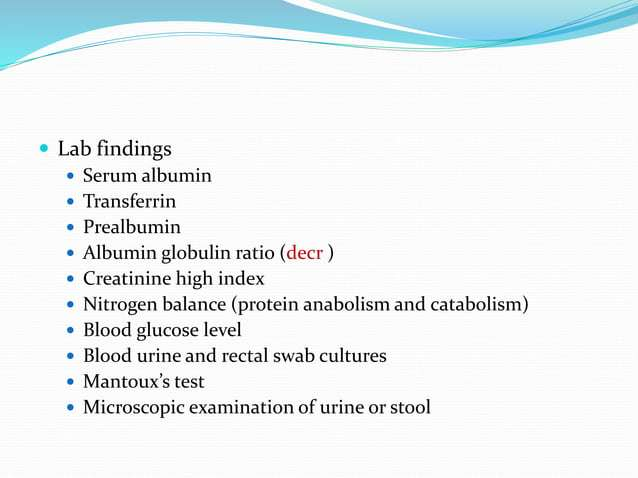 Lab findings
Serum albumin
Transferrin
Prealbumin
Albumin globulin ratio (decr )
Creatinine high index
Nitrogen balance (protein anabolism and catabolism)
Blood glucose level
Blood urine and rectal swab cultures
Mantoux’s test
Microscopic examination of urine or stool